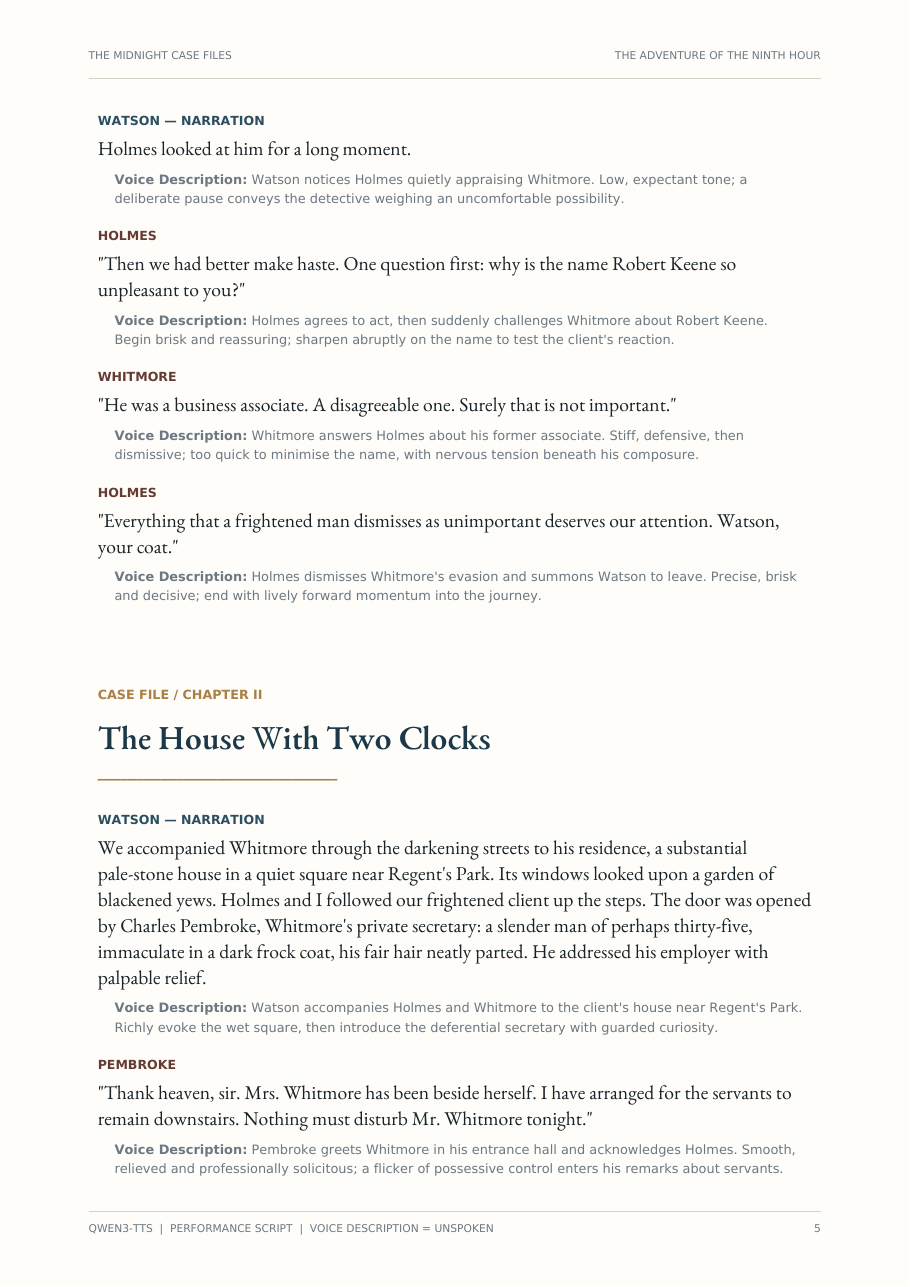 THE MIDNIGHT CASE FILES
THE ADVENTURE OF THE NINTH HOUR
WATSON — NARRATION
Holmes looked at him for a long moment.
Voice Description: Watson notices Holmes quietly appraising Whitmore. Low, expectant tone; a
deliberate pause conveys the detective weighing an uncomfortable possibility.
HOLMES
"Then we had better make haste. One question first: why is the name Robert Keene so
unpleasant to you?"
Voice Description: Holmes agrees to act, then suddenly challenges Whitmore about Robert Keene.
Begin brisk and reassuring; sharpen abruptly on the name to test the client's reaction.
WHITMORE
"He was a business associate. A disagreeable one. Surely that is not important."
Voice Description: Whitmore answers Holmes about his former associate. Stiff, defensive, then
dismissive; too quick to minimise the name, with nervous tension beneath his composure.
HOLMES
"Everything that a frightened man dismisses as unimportant deserves our attention. Watson,
your coat."
Voice Description: Holmes dismisses Whitmore's evasion and summons Watson to leave. Precise, brisk
and decisive; end with lively forward momentum into the journey.
CASE FILE / CHAPTER II
The House With Two Clocks
WATSON — NARRATION
We accompanied Whitmore through the darkening streets to his residence, a substantial
pale-stone house in a quiet square near Regent's Park. Its windows looked upon a garden of
blackened yews. Holmes and I followed our frightened client up the steps. The door was opened
by Charles Pembroke, Whitmore's private secretary: a slender man of perhaps thirty-five,
immaculate in a dark frock coat, his fair hair neatly parted. He addressed his employer with
palpable relief.
Voice Description: Watson accompanies Holmes and Whitmore to the client's house near Regent's Park.
Richly evoke the wet square, then introduce the deferential secretary with guarded curiosity.
PEMBROKE
"Thank heaven, sir. Mrs. Whitmore has been beside herself. I have arranged for the servants to
remain downstairs. Nothing must disturb Mr. Whitmore tonight."
Voice Description: Pembroke greets Whitmore in his entrance hall and acknowledges Holmes. Smooth,
relieved and professionally solicitous; a flicker of possessive control enters his remarks about servants.
QWEN3-TTS | PERFORMANCE SCRIPT | VOICE DESCRIPTION = UNSPOKEN
5